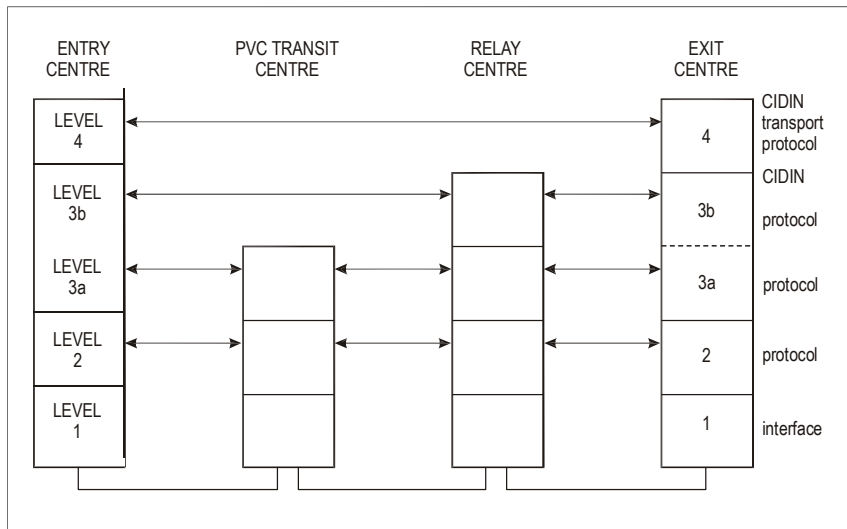 ENTRY
CENTRE
PVC TRANSIT
CENTRE
RELAY
CENTRE
EXIT
CENTRE
LEVEL
4
4
CIDIN
transport
protocol
LEVEL
3b
3b
CIDIN
protocol
LEVEL
3a
3a
protocol
LEVEL
2
2
protocol
LEVEL
1
1
interface